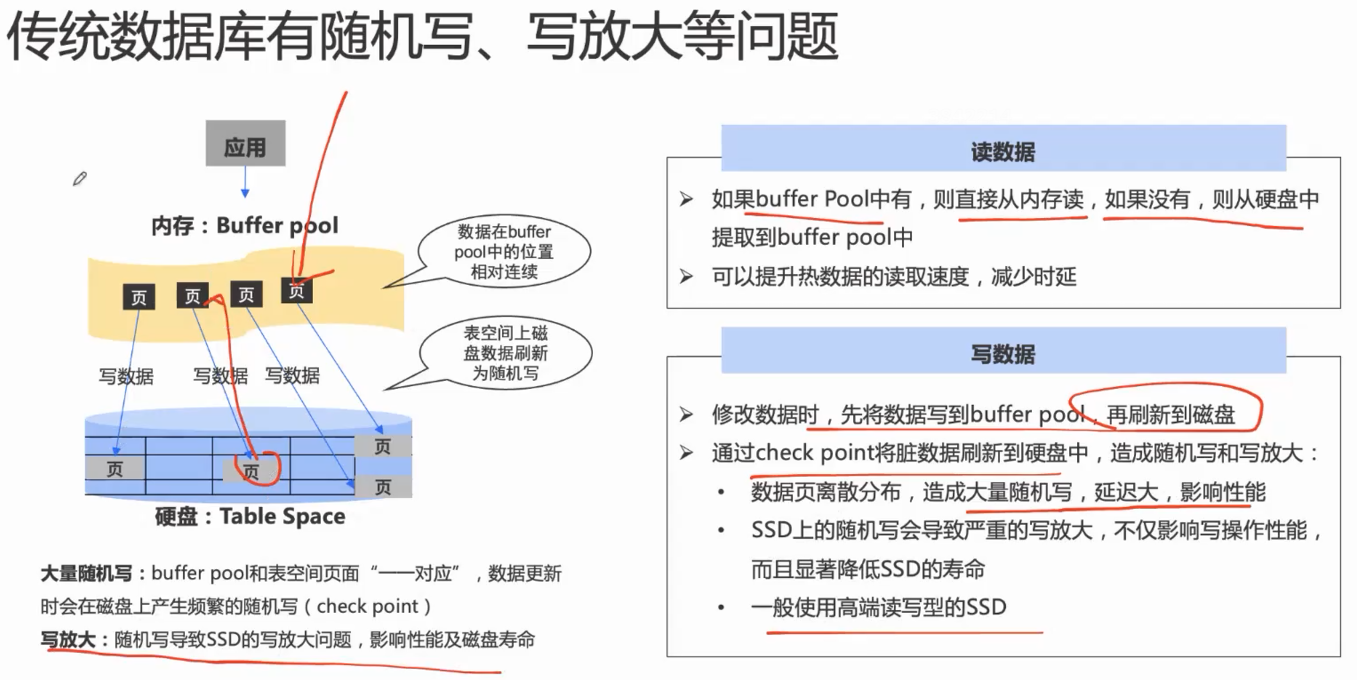 传统数据库有随机写、写放大等问题
应用
内存：Buffer pool
页 页 页 页
数据在buffer
pool中的位置
相对连续
表空间上磁
盘数据刷新
为随机写
写数据 写数据 写数据
页
页
页
页
硬盘：Table Space
大量随机写：buffer pool和表空间页面“一一对应”，数据更新
时会在磁盘上产生频繁的随机写（check point）
写放大：随机写导致SSD的写放大问题，影响性能及磁盘寿命
读数据
➢ 如果buffer Pool中有，则直接从内存读，如果没有，则从硬盘中
提取到buffer pool中
➢ 可以提升热数据的读取速度，减少时延
写数据
➢ 修改数据时，先将数据写到buffer pool，再刷新到磁盘
➢ 通过check point将脏数据刷新到硬盘中，造成随机写和写放大：
• 数据页离散分布，造成大量随机写，延迟大，影响性能
• SSD上的随机写会导致严重的写放大，不仅影响写操作性能，
而且显著降低SSD的寿命
• 一般使用高端读写型的SSD